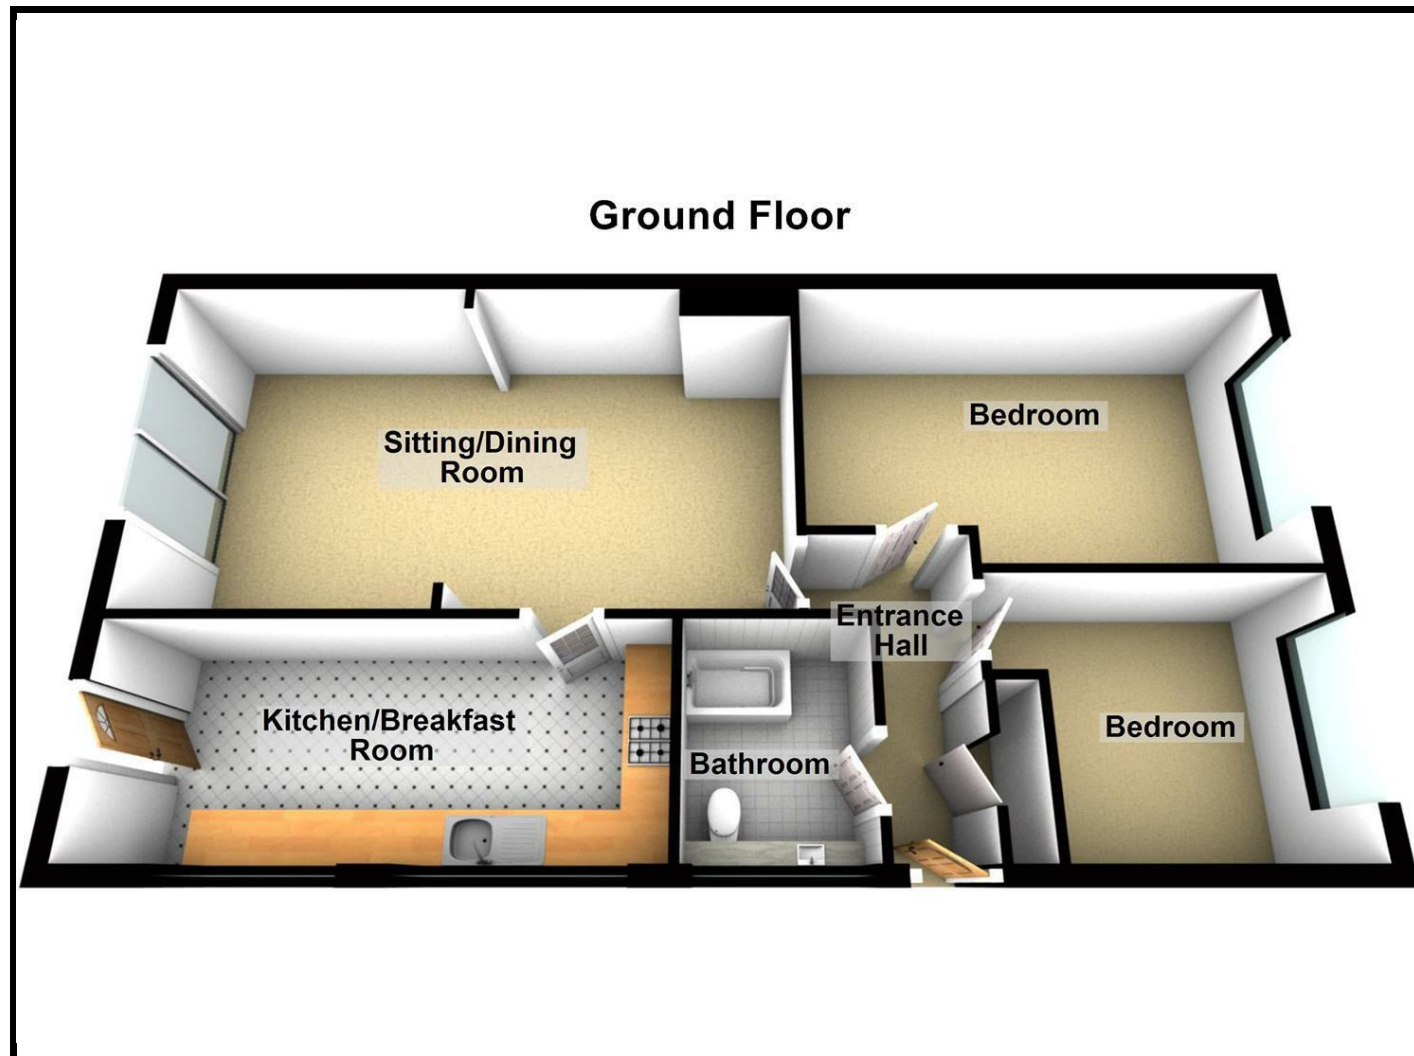 Ground Floor
Sitting/Dining
Room
Bedroom
Entrance
Hall
Kitchen/Breakfast
Room
Bathroom
Bedroom